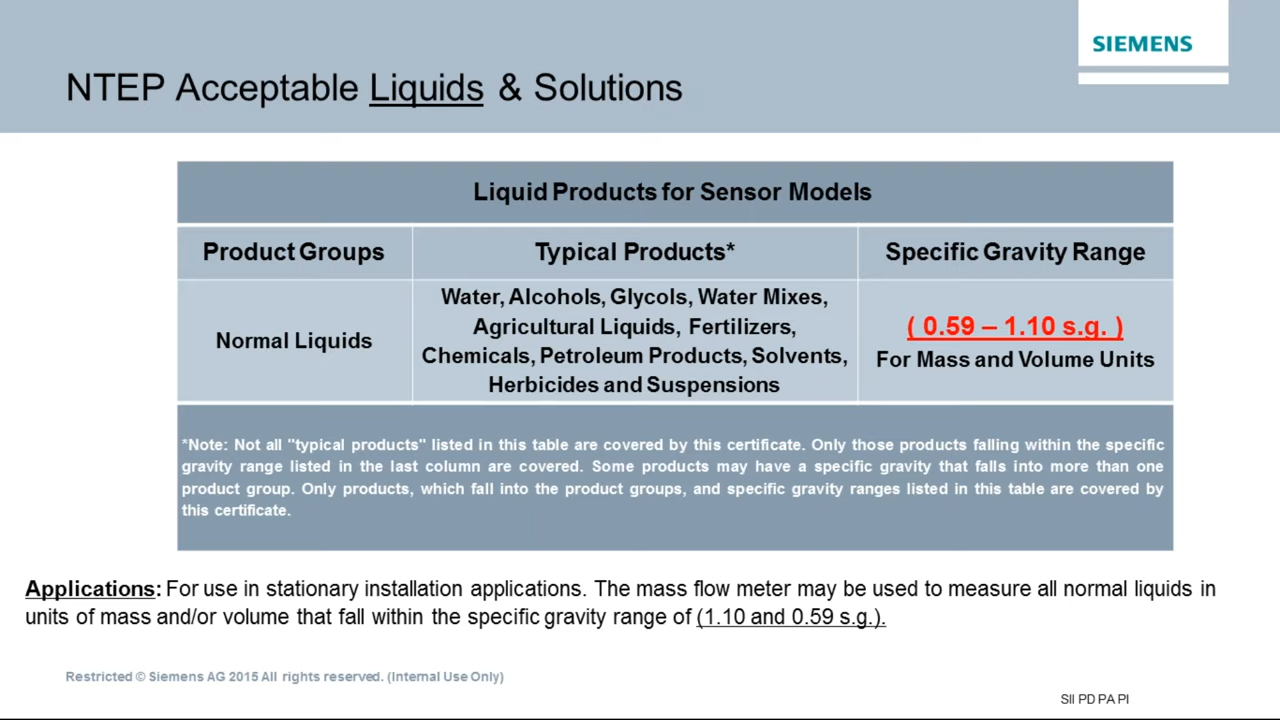 SIEMENS
NTEP Acceptable Liquids & Solutions
Liquid Products for Sensor Models
Product Groups
Typical Products*
Specific Gravity Range
Normal Liquids
Water, Alcohols, Glycols, Water Mixes,
Agricultural Liquids, Fertilizers,
Chemicals, Petroleum Products, Solvents,
Herbicides and Suspensions
( 0.59 – 1.10 s.g. )
For Mass and Volume Units
*Note: Not all "typical products" listed in this table are covered by this certificate. Only those products falling within the specific
gravity range listed in the last column are covered. Some products may have a specific gravity that falls into more than one
product group. Only products, which fall into the product groups, and specific gravity ranges listed in this table are covered by
this certificate.
Applications: For use in stationary installation applications. The mass flow meter may be used to measure all normal liquids in
units of mass and/or volume that fall within the specific gravity range of (1.10 and 0.59 s.g.).
Restricted © Siemens AG 2015 All rights reserved. (Internal Use Only)
SII PD PA PI